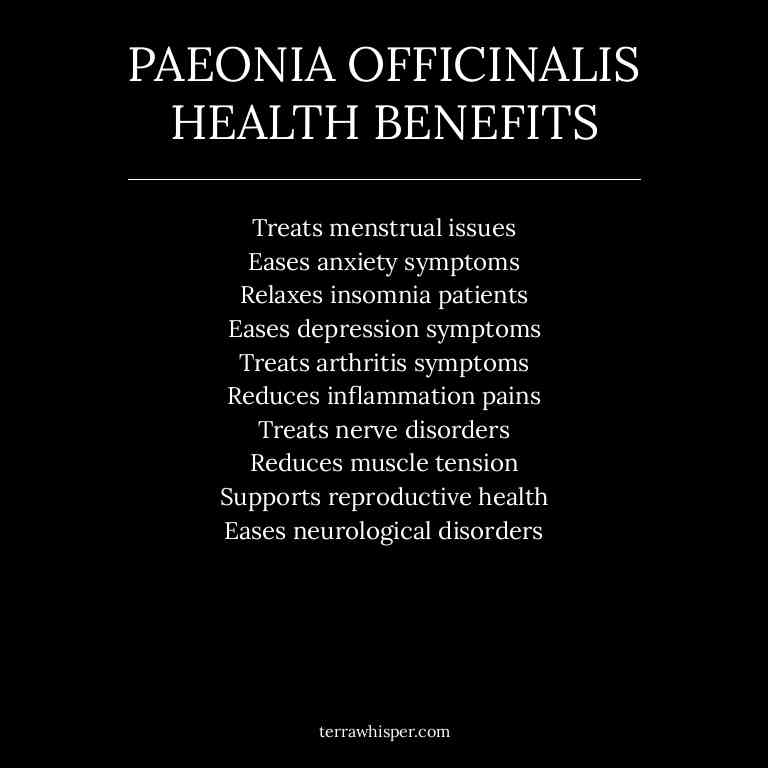 PAEONIA OFFICINALIS
HEALTH BENEFITS
Treats menstrual issues
Eases anxiety symptoms
Relaxes insomnia patients
Eases depression symptoms
Treats arthritis symptoms
Reduces inflammation pains
Treats nerve disorders
Reduces muscle tension
Supports reproductive health
Eases neurological disorders
terrawhisper.com